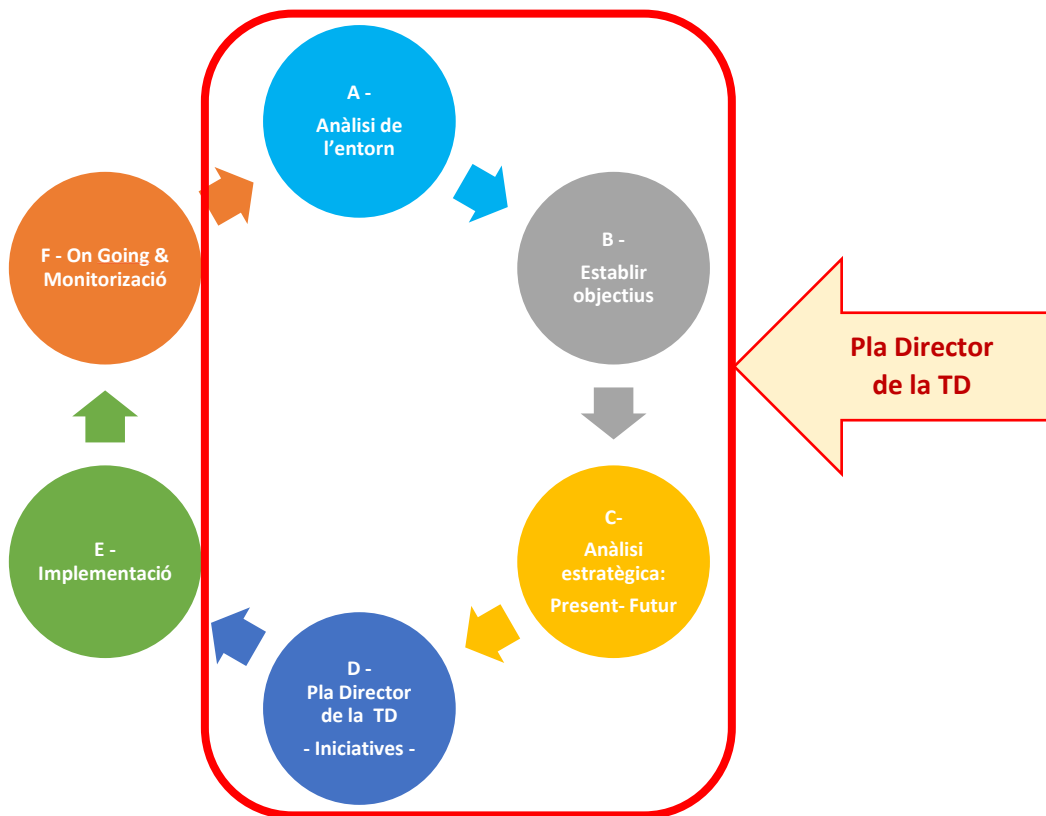 A -
Anàlisi de
l’entorn
B -
Establir
objectius
C-
Anàlisi
estratègica:
Present- Futur
D -
Pla Director
de la TD
- Iniciatives -
E -
Implementació
F - On Going &
Monitorizació
Pla Director
de la TD